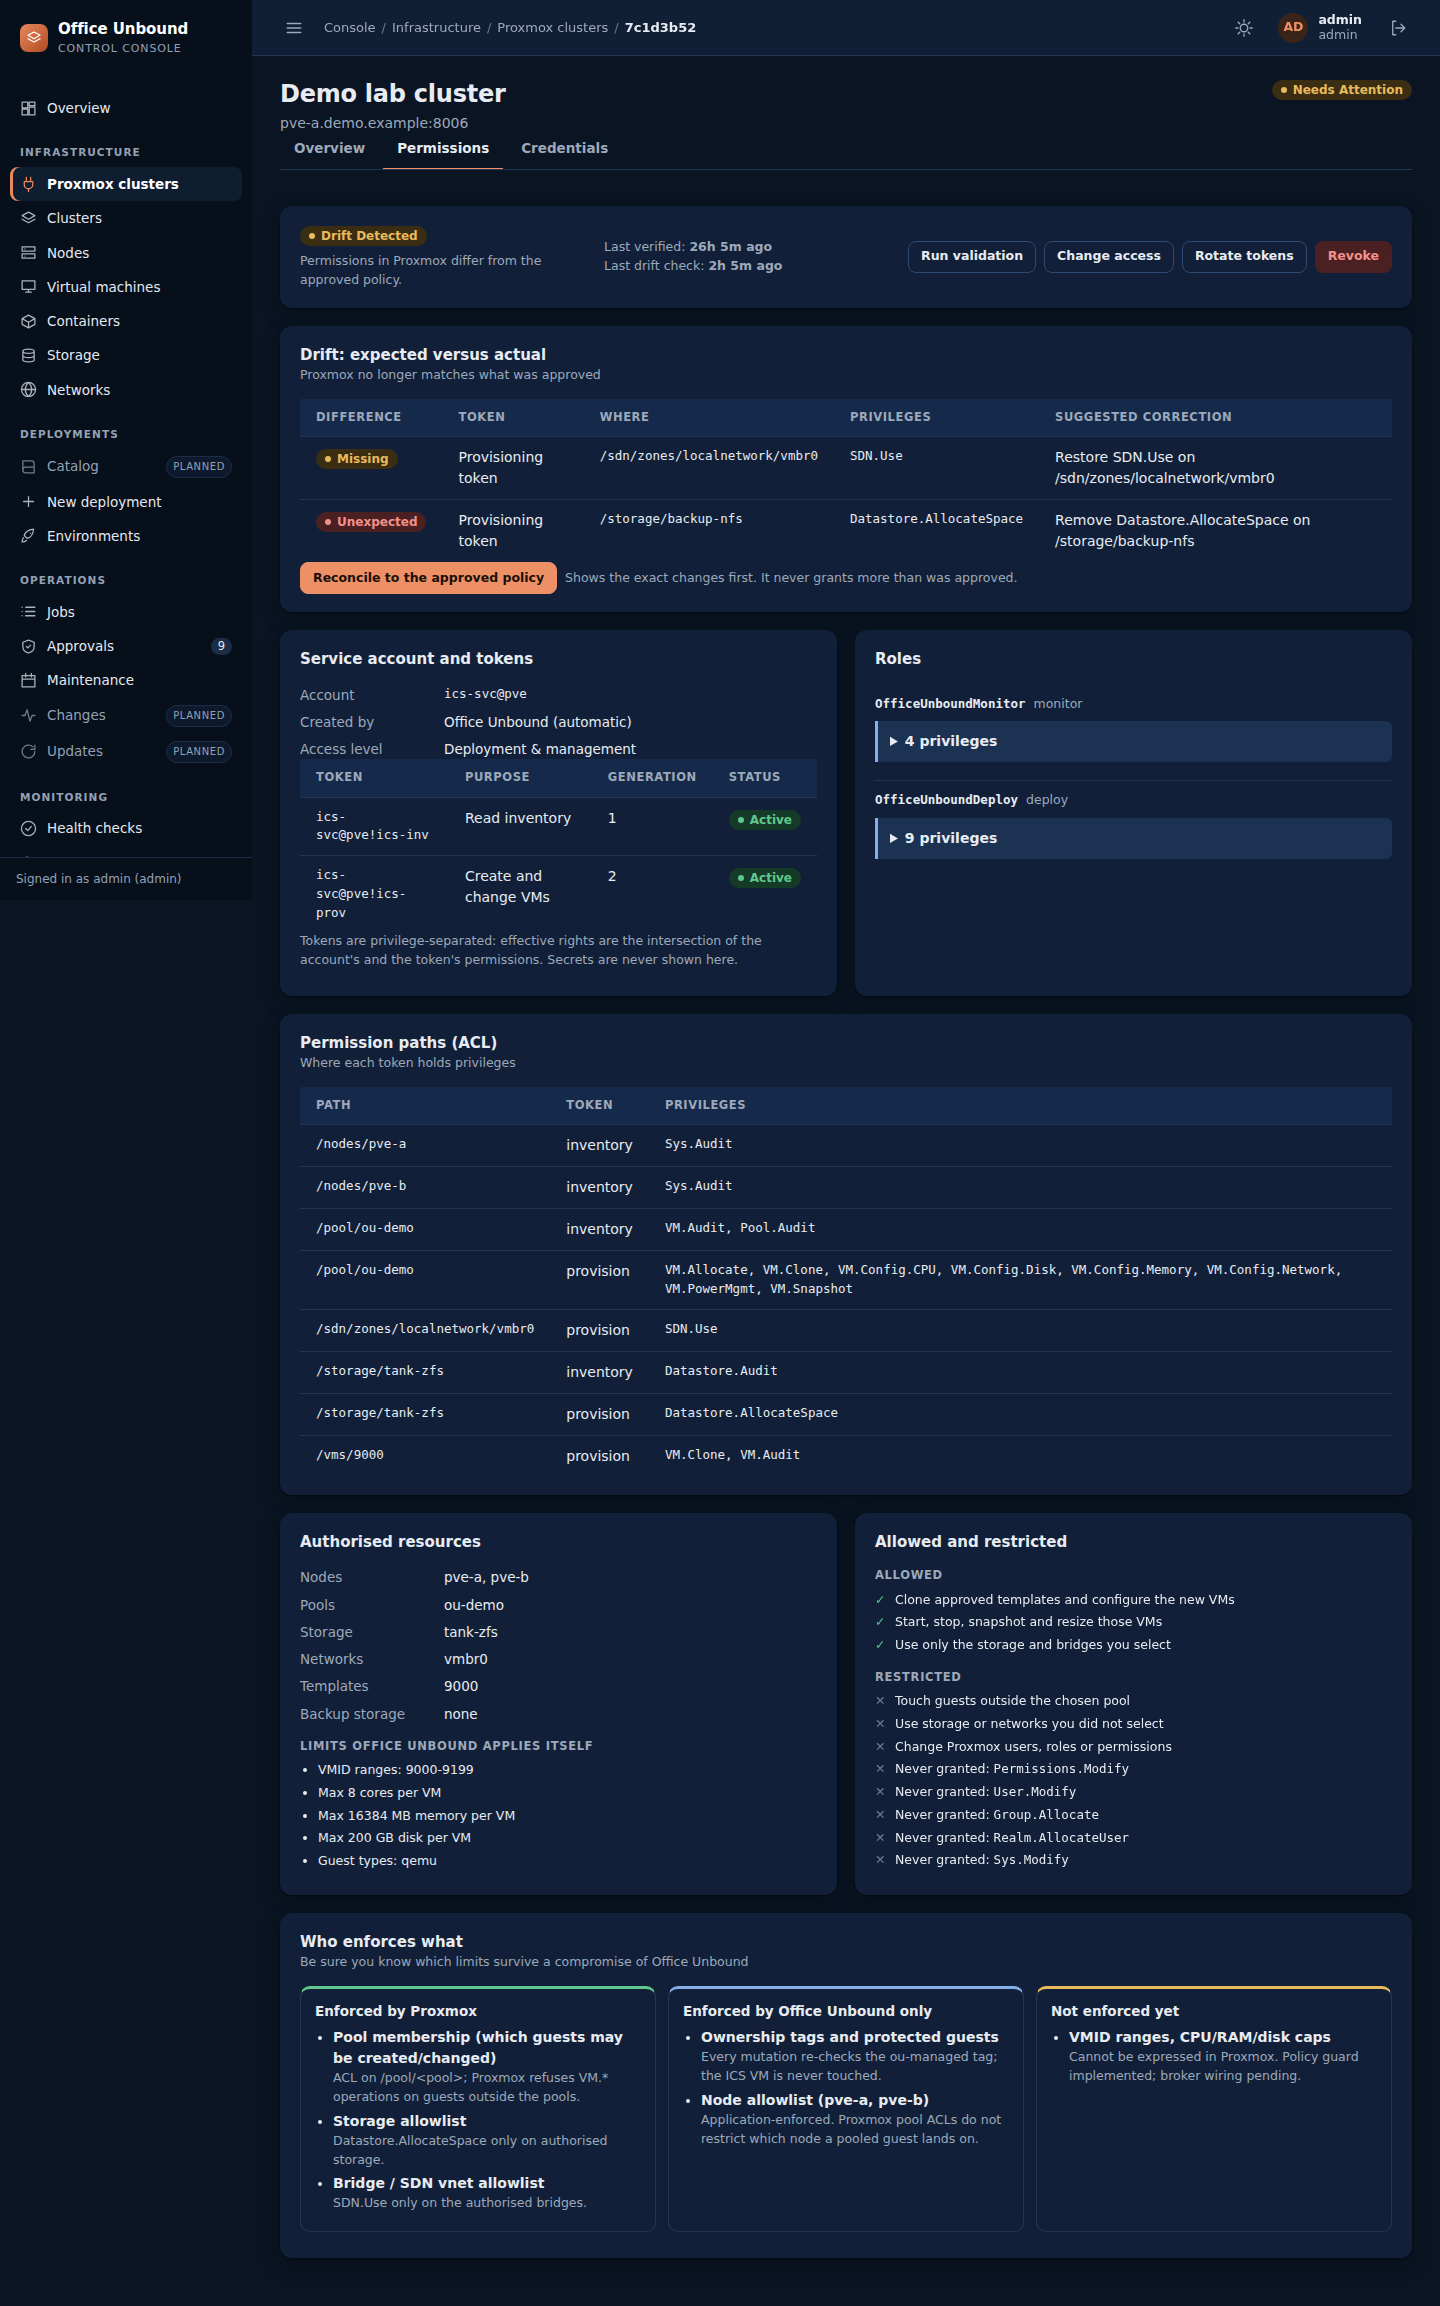 Office Unbound
CONTROL CONSOLE
Overview
INFRASTRUCTURE
Proxmox clusters
Clusters
Nodes
Virtual machines
Containers
Storage
Networks
DEPLOYMENTS
Catalog PLANNED
New deployment
Environments
OPERATIONS
Jobs
Approvals 9
Maintenance
Changes PLANNED
Updates PLANNED
MONITORING
Health checks
Signed in as admin (admin)
Console / Infrastructure / Proxmox clusters / 7c1d3b52
AD
admin
admin
Demo lab cluster
Needs Attention
pve-a.demo.example:8006
Overview Permissions Credentials
Drift Detected
Permissions in Proxmox differ from the
approved policy.
Last verified: 26h 5m ago
Last drift check: 2h 5m ago
Run validation Change access Rotate tokens Revoke
Drift: expected versus actual
Proxmox no longer matches what was approved
DIFFERENCE TOKEN WHERE PRIVILEGES SUGGESTED CORRECTION
Missing Provisioning /sdn/zones/localnetwork/vmbr0 SDN.Use Restore SDN.Use on
token /sdn/zones/localnetwork/vmbr0
Unexpected Provisioning /storage/backup-nfs Datastore.AllocateSpace Remove Datastore.AllocateSpace on
token /storage/backup-nfs
Reconcile to the approved policy Shows the exact changes first. It never grants more than was approved.
Service account and tokens
Account ics-svc@pve
Created by Office Unbound (automatic)
Access level Deployment & management
TOKEN PURPOSE GENERATION STATUS
ics- Read inventory 1 Active
svc@pve!ics-inv
ics- Create and 2 Active
svc@pve!ics- change VMs
prov
Tokens are privilege-separated: effective rights are the intersection of the
account's and the token's permissions. Secrets are never shown here.
Roles
OfficeUnboundMonitor monitor
4 privileges
OfficeUnboundDeploy deploy
9 privileges
Permission paths (ACL)
Where each token holds privileges
PATH TOKEN PRIVILEGES
/nodes/pve-a inventory Sys.Audit
/nodes/pve-b inventory Sys.Audit
/pool/ou-demo inventory VM.Audit, Pool.Audit
/pool/ou-demo provision VM.Allocate, VM.Clone, VM.Config.CPU, VM.Config.Disk, VM.Config.Memory, VM.Config.Network,
VM.PowerMgmt, VM.Snapshot
/sdn/zones/localnetwork/vmbr0 provision SDN.Use
/storage/tank-zfs inventory Datastore.Audit
/storage/tank-zfs provision Datastore.AllocateSpace
/vms/9000 provision VM.Clone, VM.Audit
Authorised resources
Nodes pve-a, pve-b
Pools ou-demo
Storage tank-zfs
Networks vmbr0
Templates 9000
Backup storage none
LIMITS OFFICE UNBOUND APPLIES ITSELF
• VMID ranges: 9000-9199
• Max 8 cores per VM
• Max 16384 MB memory per VM
• Max 200 GB disk per VM
• Guest types: qemu
Allowed and restricted
ALLOWED
✓ Clone approved templates and configure the new VMs
✓ Start, stop, snapshot and resize those VMs
✓ Use only the storage and bridges you select
RESTRICTED
✕ Touch guests outside the chosen pool
✕ Use storage or networks you did not select
✕ Change Proxmox users, roles or permissions
✕ Never granted: Permissions.Modify
✕ Never granted: User.Modify
✕ Never granted: Group.Allocate
✕ Never granted: Realm.AllocateUser
✕ Never granted: Sys.Modify
Who enforces what
Be sure you know which limits survive a compromise of Office Unbound
Enforced by Proxmox
• Pool membership (which guests may
be created/changed)
ACL on /pool/<pool>; Proxmox refuses VM.*
operations on guests outside the pools.
• Storage allowlist
Datastore.AllocateSpace only on authorised
storage.
• Bridge / SDN vnet allowlist
SDN.Use only on the authorised bridges.
Enforced by Office Unbound only
• Ownership tags and protected guests
Every mutation re-checks the ou-managed tag;
the ICS VM is never touched.
• Node allowlist (pve-a, pve-b)
Application-enforced. Proxmox pool ACLs do not
restrict which node a pooled guest lands on.
Not enforced yet
• VMID ranges, CPU/RAM/disk caps
Cannot be expressed in Proxmox. Policy guard
implemented; broker wiring pending.